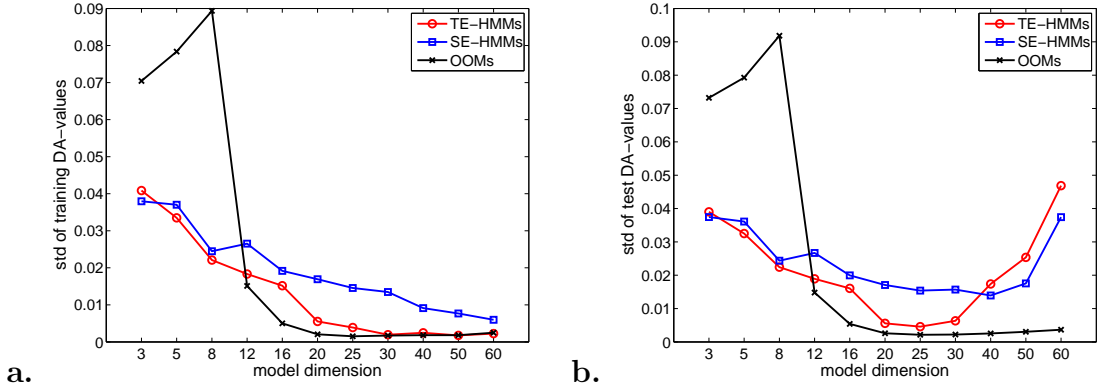 0.09
0.08
0.07
0.06
0.05
0.04
0.03
0.02
0.01
0
std of training DA−values
3 5 8 12 16 20 25 30 40 50 60
model dimension
TE−HMMs
SE−HMMs
OOMs
a.
0.1
0.09
0.08
0.07
0.06
0.05
0.04
0.03
0.02
0.01
0
std of test DA−values
3 5 8 12 16 20 25 30 40 50 60
model dimension
TE−HMMs
SE−HMMs
OOMs
b.